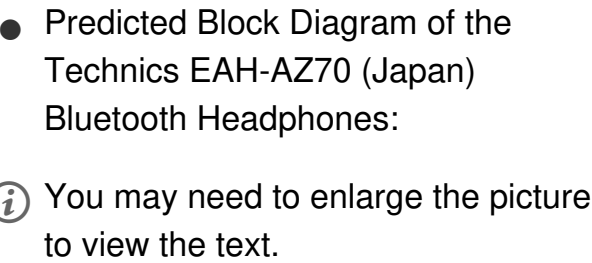 ● Predicted Block Diagram of the
Technics EAH-AZ70 (Japan)
Bluetooth Headphones:
i You may need to enlarge the picture
to view the text.